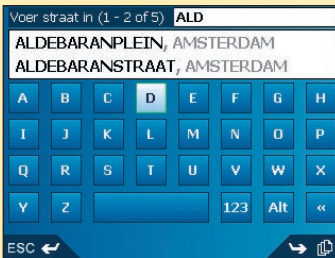 Voer straat in (1 - 2 of 5) ALD
ALDEBARANPLEIN, AMSTERDAM
ALDEBARANSTRAAT, AMSTERDAM
A B C D E F G H
I J K L M N O P
Q R S T U V W X
Y Z 123 Alt «
ESC